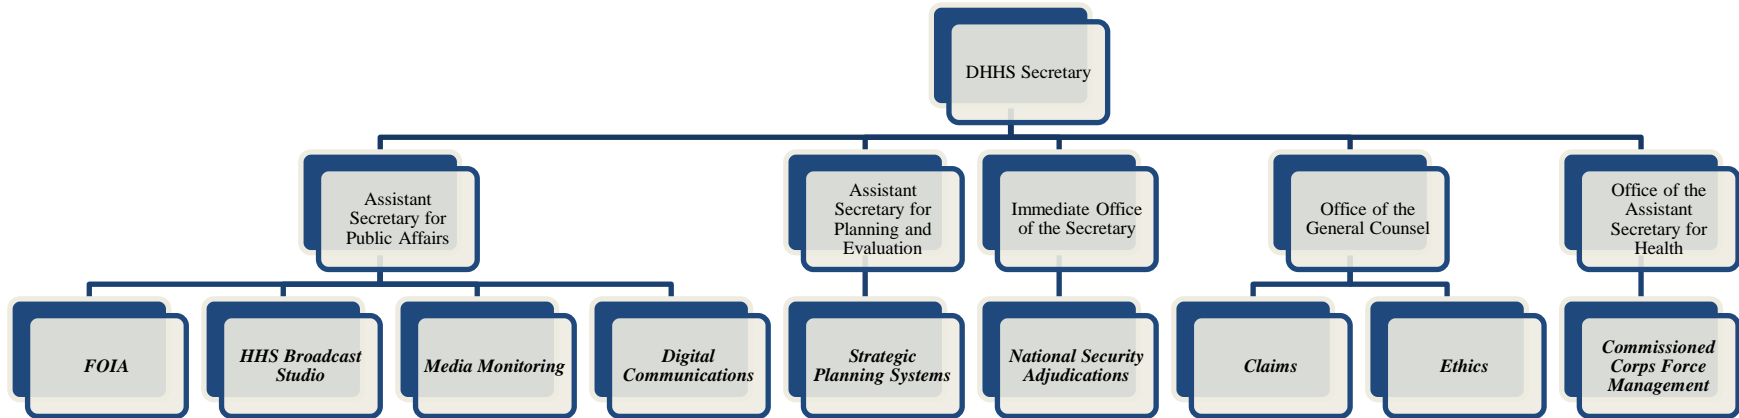 DHHS Secretary
Assistant
Secretary for
Public Affairs
Assistant
Secretary for
Planning and
Evaluation
Immediate Office
of the Secretary
Office of the
General Counsel
Office of the
Assistant
Secretary for
Health
FOIA
HHS Broadcast
Studio
Media Monitoring
Digital
Communications
Strategic
Planning Systems
National Security
Adjudications
Claims
Ethics
Commissioned
Corps Force
Management